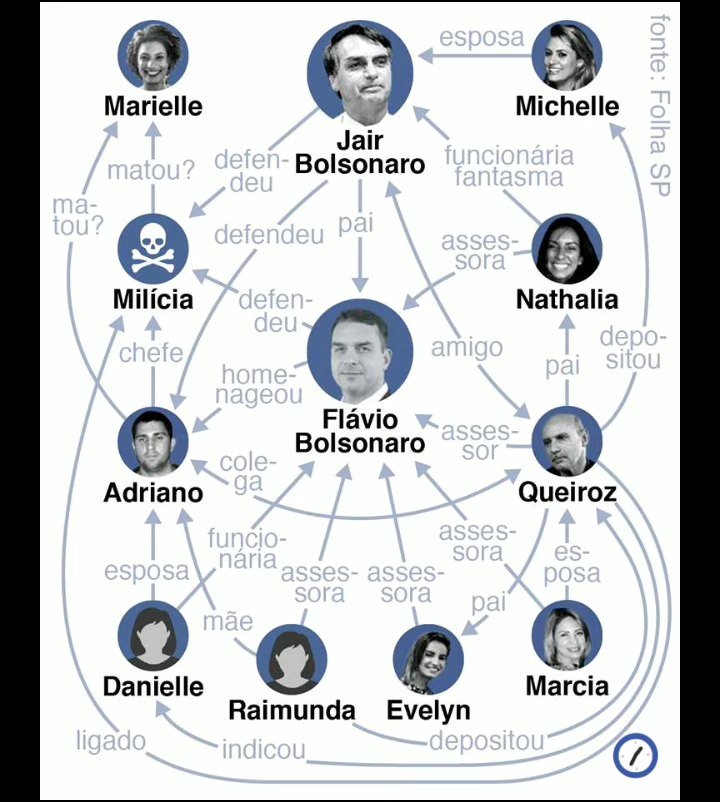 esposa
fonte: Folha SP
Marielle
Michelle
Jair
Bolsonaro
matou?
defen-
deu
funcionária
fantasma
ma-
tou?
defendeu
pai
asses-
sora
Milícia
Nathalia
defen-
deu
chefe
amigo
pai
depo-
sitou
home-
nageou
Flávio
Bolsonaro
asses-
sor
Adriano
cole-
ga
Queiroz
funcio-
nária
asses-
sora
esposa
asses-
sora
asses-
sora
es-
posa
mãe
pai
Danielle
Raimunda
Evelyn
Marcia
ligado
indicou
depositou